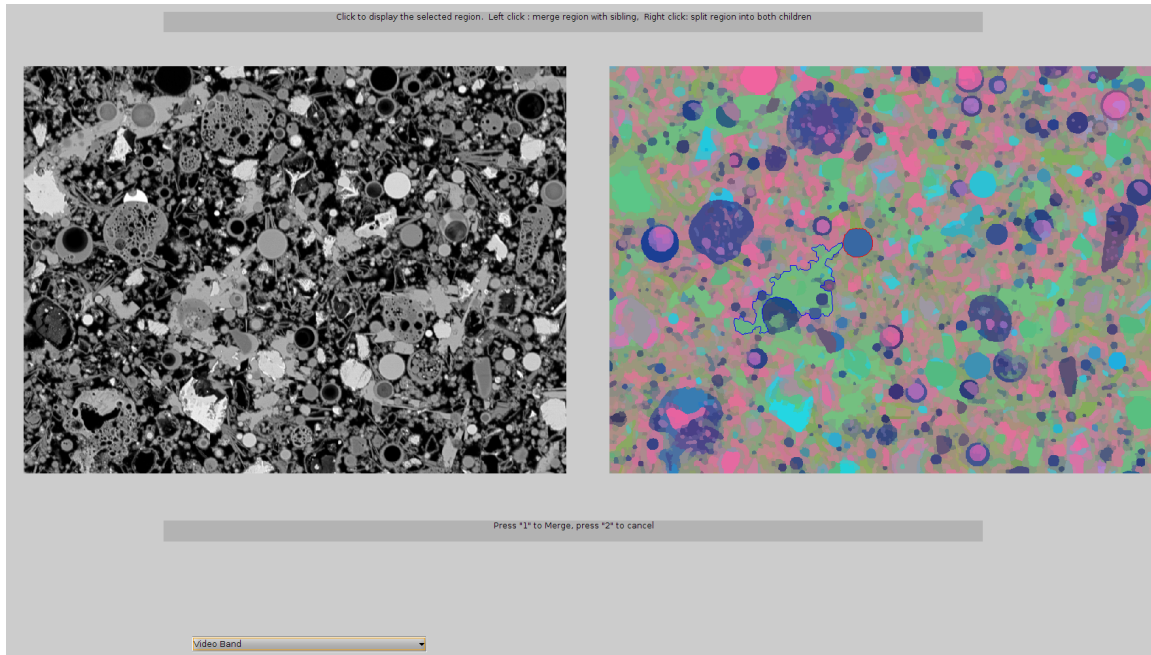 Click to display the selected region.  Left click : merge region with sibling,  Right click: split region into both children
Press "1" to Merge, press "2" to cancel
Video Band